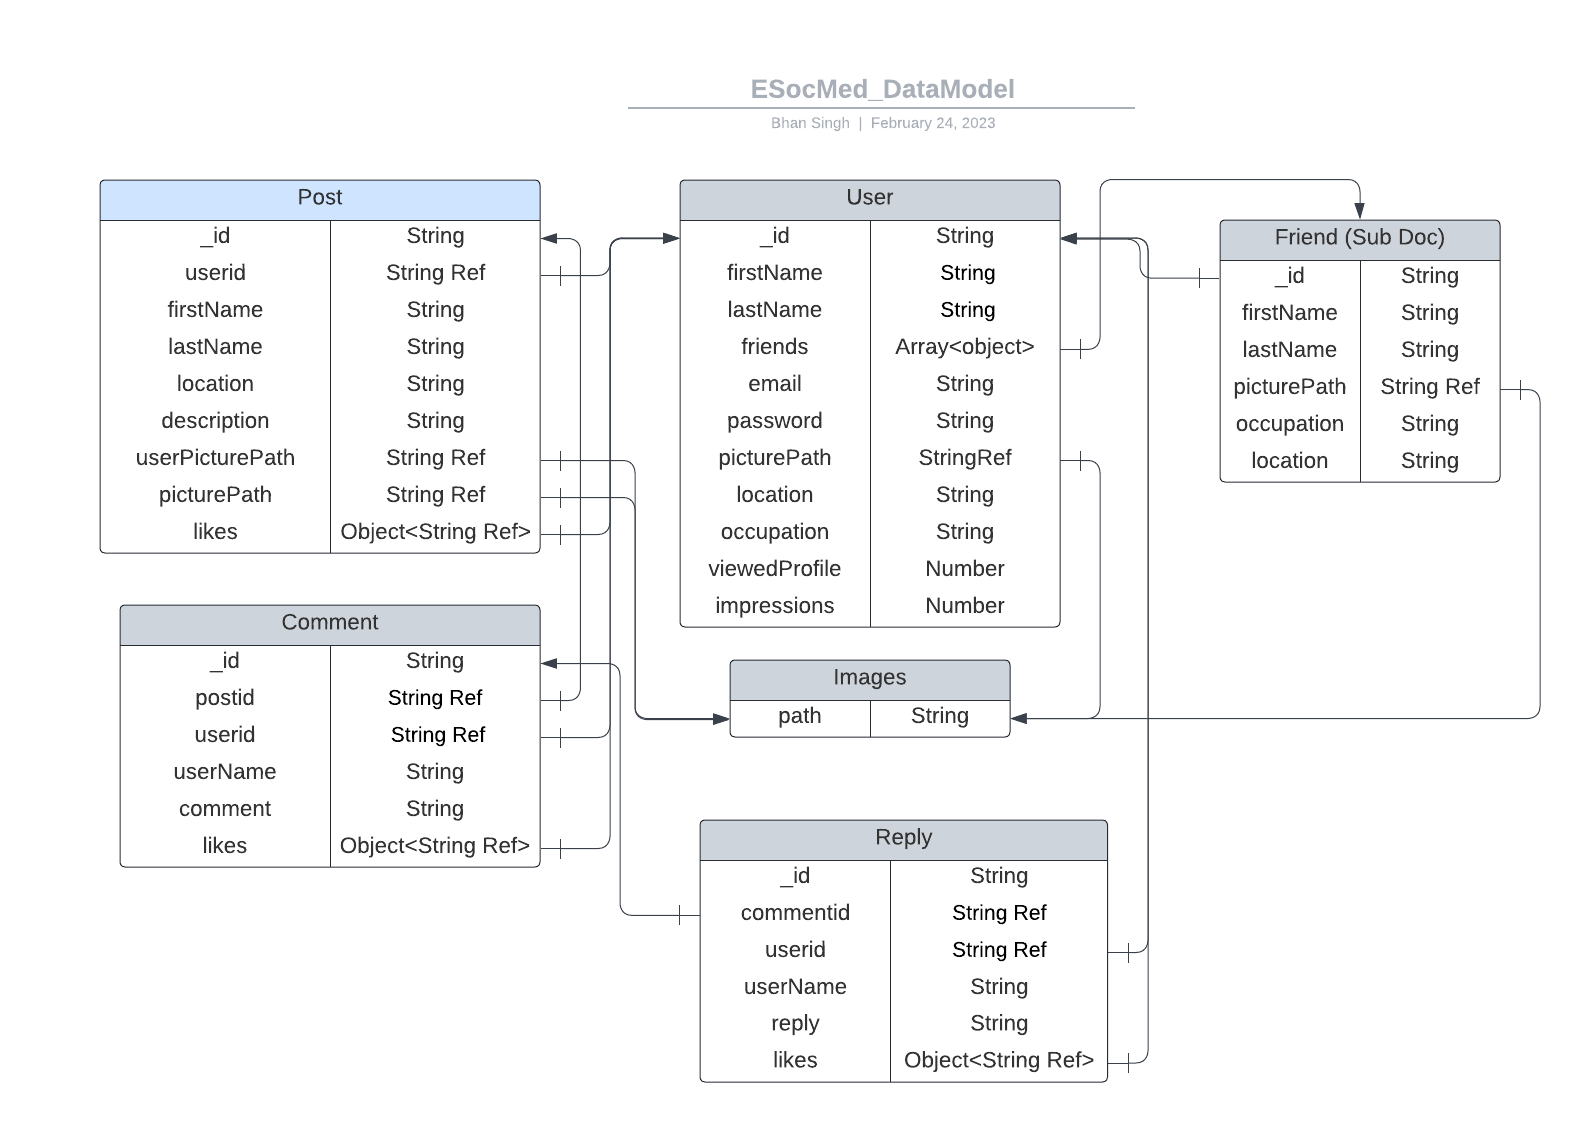 ESocMed_DataModel
Bhan Singh | February 24, 2023
Post
_id String
userid String Ref
firstName String
lastName String
location String
description String
userPicturePath String Ref
picturePath String Ref
likes Object<String Ref>
User
_id String
firstName String
lastName String
friends Array<object>
email String
password String
picturePath StringRef
location String
occupation String
viewedProfile Number
impressions Number
Friend (Sub Doc)
_id String
firstName String
lastName String
picturePath String Ref
occupation String
location String
Comment
_id String
postid String Ref
userid String Ref
userName String
comment String
likes Object<String Ref>
Images
path String
Reply
_id String
commentid String Ref
userid String Ref
userName String
reply String
likes Object<String Ref>